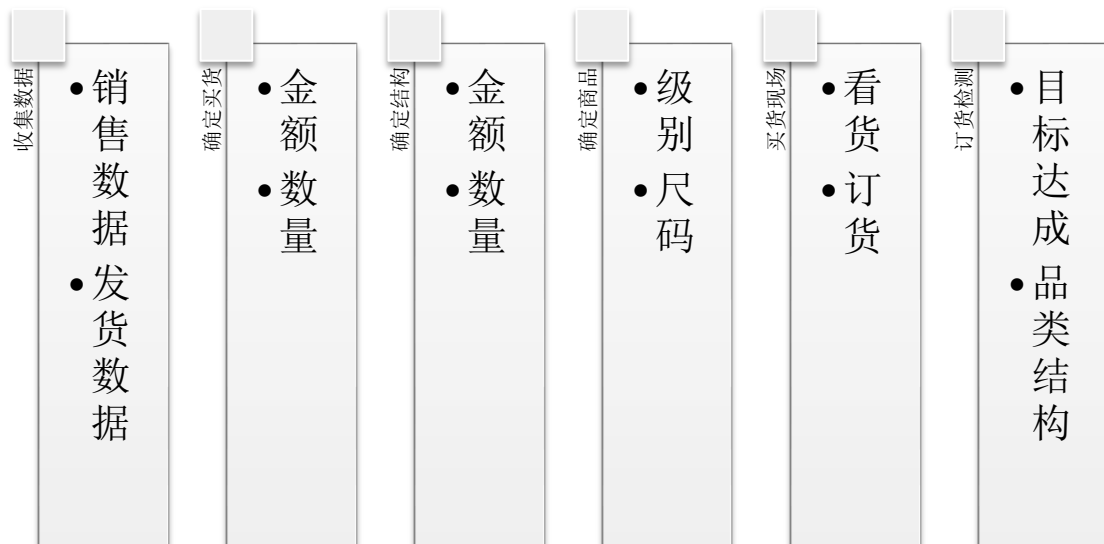 收集数据
• 销售数据
• 发货数据
确定买货
• 金额
• 数量
确定结构
• 金额
• 数量
确定商品
• 级别
• 尺码
买货现场
• 看货
• 订货
订货检测
• 目标达成
• 品类结构